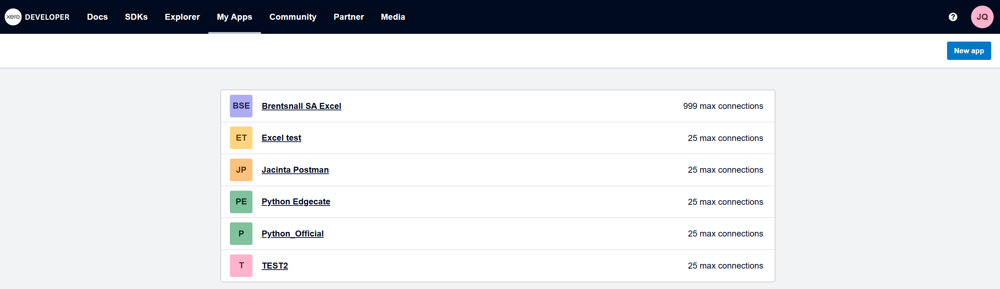 xero DEVELOPER Docs SDKs Explorer My Apps Community Partner Media ? JQ
New app
BSE Brentsnall SA Excel 999 max connections
ET Excel test 25 max connections
JP Jacinta Postman 25 max connections
PE Python Edgecate 25 max connections
P Python_Official 25 max connections
T TEST2 25 max connections